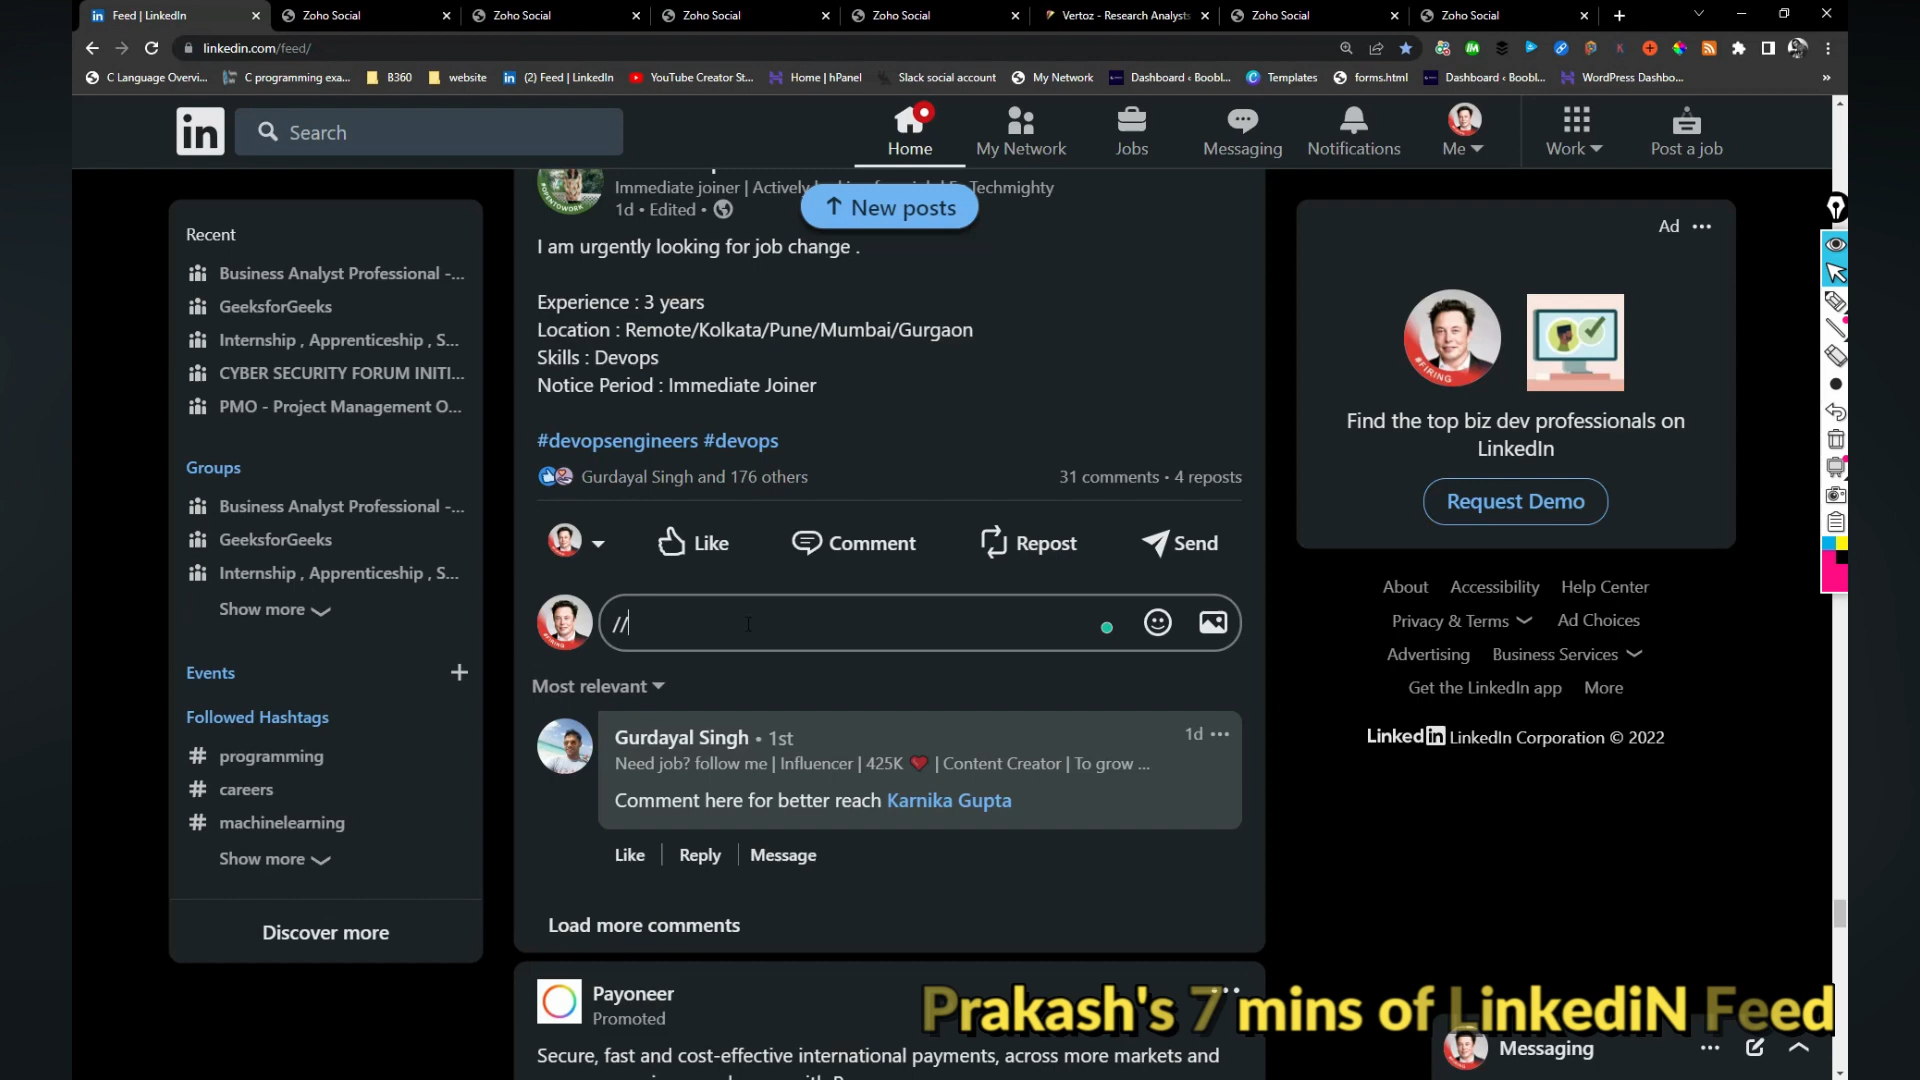 Feed | LinkedIn
Zoho Social
Zoho Social
Zoho Social
Zoho Social
Vertoz - Research Analysts
Zoho Social
Zoho Social
linkedin.com/feed/
C Language Overvi...
C programming exa...
B360
website
(2) Feed | LinkedIn
YouTube Creator St...
Home | hPanel
Slack social account
My Network
Dashboard ‹ Boobl...
Templates
forms.html
Dashboard ‹ Boobl...
WordPress Dashbo...
»
in
Search
Home
My Network
Jobs
Messaging
Notifications
Me
Work
Post a job
Recent
Business Analyst Professional -...
GeeksforGeeks
Internship , Apprenticeship , S...
CYBER SECURITY FORUM INITI...
PMO - Project Management O...
Groups
Business Analyst Professional -...
GeeksforGeeks
Internship , Apprenticeship , S...
Show more
Events
Followed Hashtags
# programming
# careers
# machinelearning
Show more
Discover more
Immediate joiner | Actively Techmighty
1d • Edited •
New posts
I am urgently looking for job change .
Experience : 3 years
Location : Remote/Kolkata/Pune/Mumbai/Gurgaon
Skills : Devops
Notice Period : Immediate Joiner
#devopsengineers #devops
Gurdayal Singh and 176 others
31 comments • 4 reposts
Like
Comment
Repost
Send
//
Most relevant
Gurdayal Singh • 1st
1d
Need job? follow me | Influencer | 425K ❤ | Content Creator | To grow ...
Comment here for better reach Karnika Gupta
Like
Reply
Message
Load more comments
Payoneer
Promoted
Secure, fast and cost-effective international payments, across more markets and
Ad
#FIRING
Find the top biz dev professionals on
LinkedIn
Request Demo
About
Accessibility
Help Center
Privacy & Terms
Ad Choices
Advertising
Business Services
Get the LinkedIn app
More
LinkedIn LinkedIn Corporation © 2022
Prakash's 7 mins of LinkediN Feed
Messaging